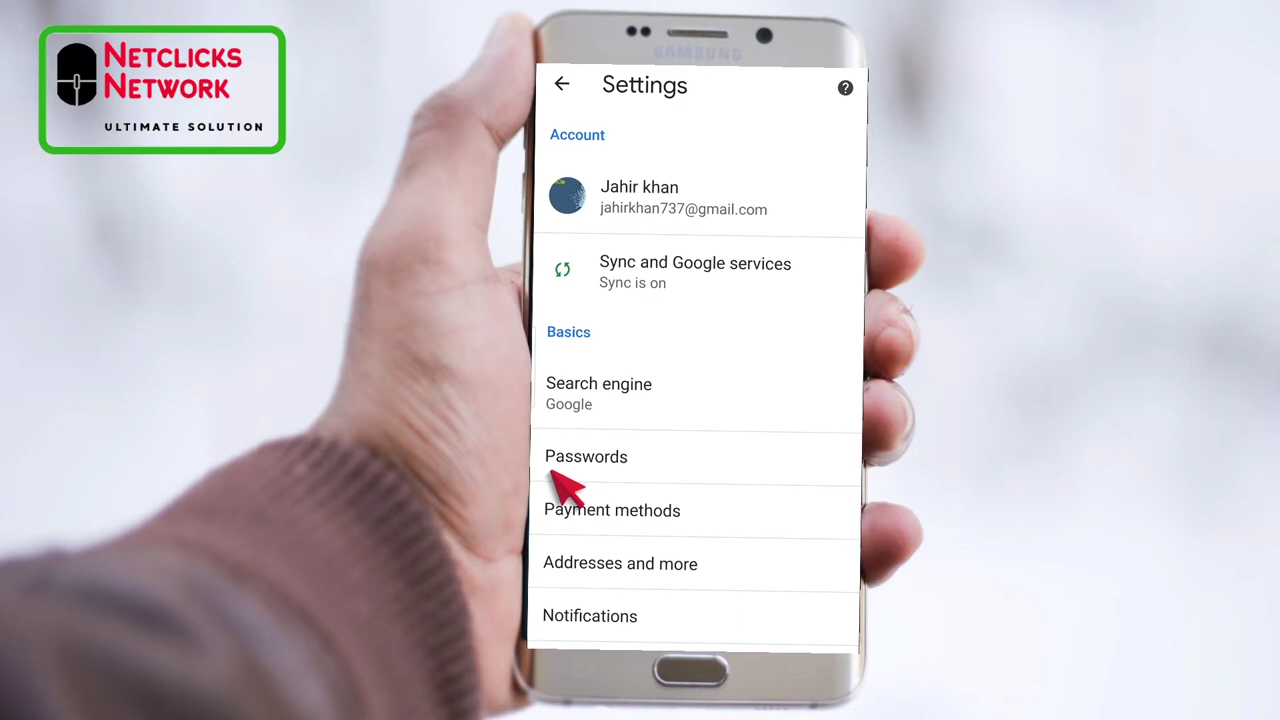 NETCLICKS
NETWORK
ULTIMATE SOLUTION
SAMSUNG
Settings
Account
Jahir khan
jahirkhan737@gmail.com
Sync and Google services
Sync is on
Basics
Search engine
Google
Passwords
Payment methods
Addresses and more
Notifications